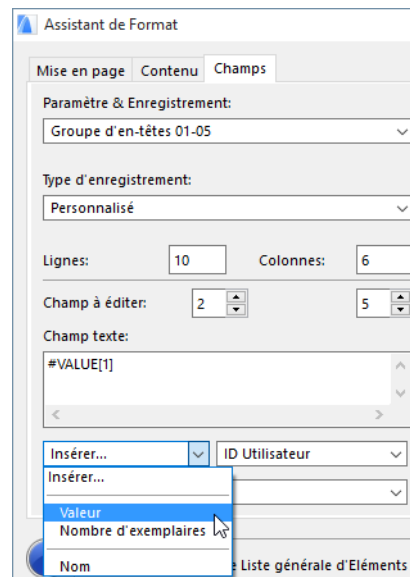 Assistant de Format
Mise en page Contenu Champs
Paramètre & Enregistrement:
Groupe d'en-têtes 01-05
Type d'enregistrement:
Personnalisé
Lignes: 10 Colonnes: 6
Champ à éditer: 2 5
Champ texte:
#VALUE[1]
Insérer... ID Utilisateur
Insérer...
Valeur
Nombre d'exemplaires
Nom
Liste générale d'Eléments